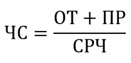 ЧС = ОТ + ПР
СРЧ